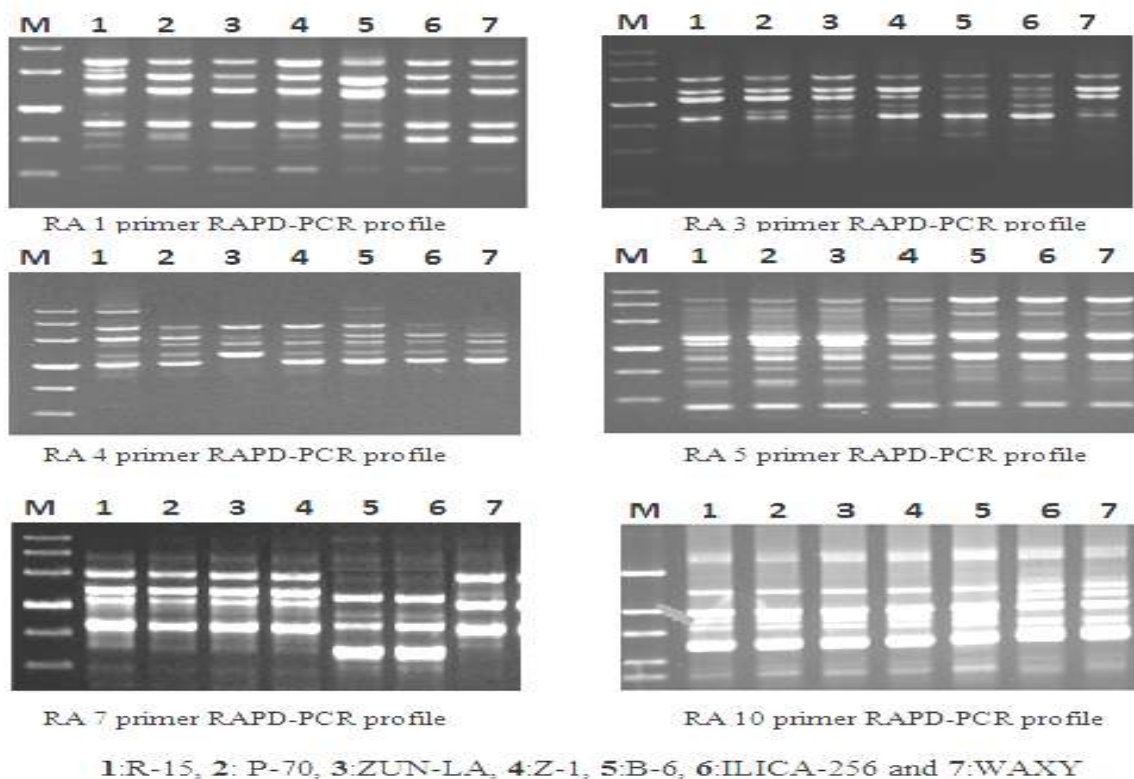 M 1 2 3 4 5 6 7
M 1 2 3 4 5 6 7
RA 1 primer RAPD-PCR profile
RA 3 primer RAPD-PCR profile
M 1 2 3 4 5 6 7
M 1 2 3 4 5 6 7
RA 4 primer RAPD-PCR profile
RA 5 primer RAPD-PCR profile
M 1 2 3 4 5 6 7
M 1 2 3 4 5 6 7
RA 7 primer RAPD-PCR profile
RA 10 primer RAPD-PCR profile
1:R-15, 2: P-70, 3:ZUN-LA, 4:Z-1, 5:B-6, 6:ILICA-256 and 7:WAXY